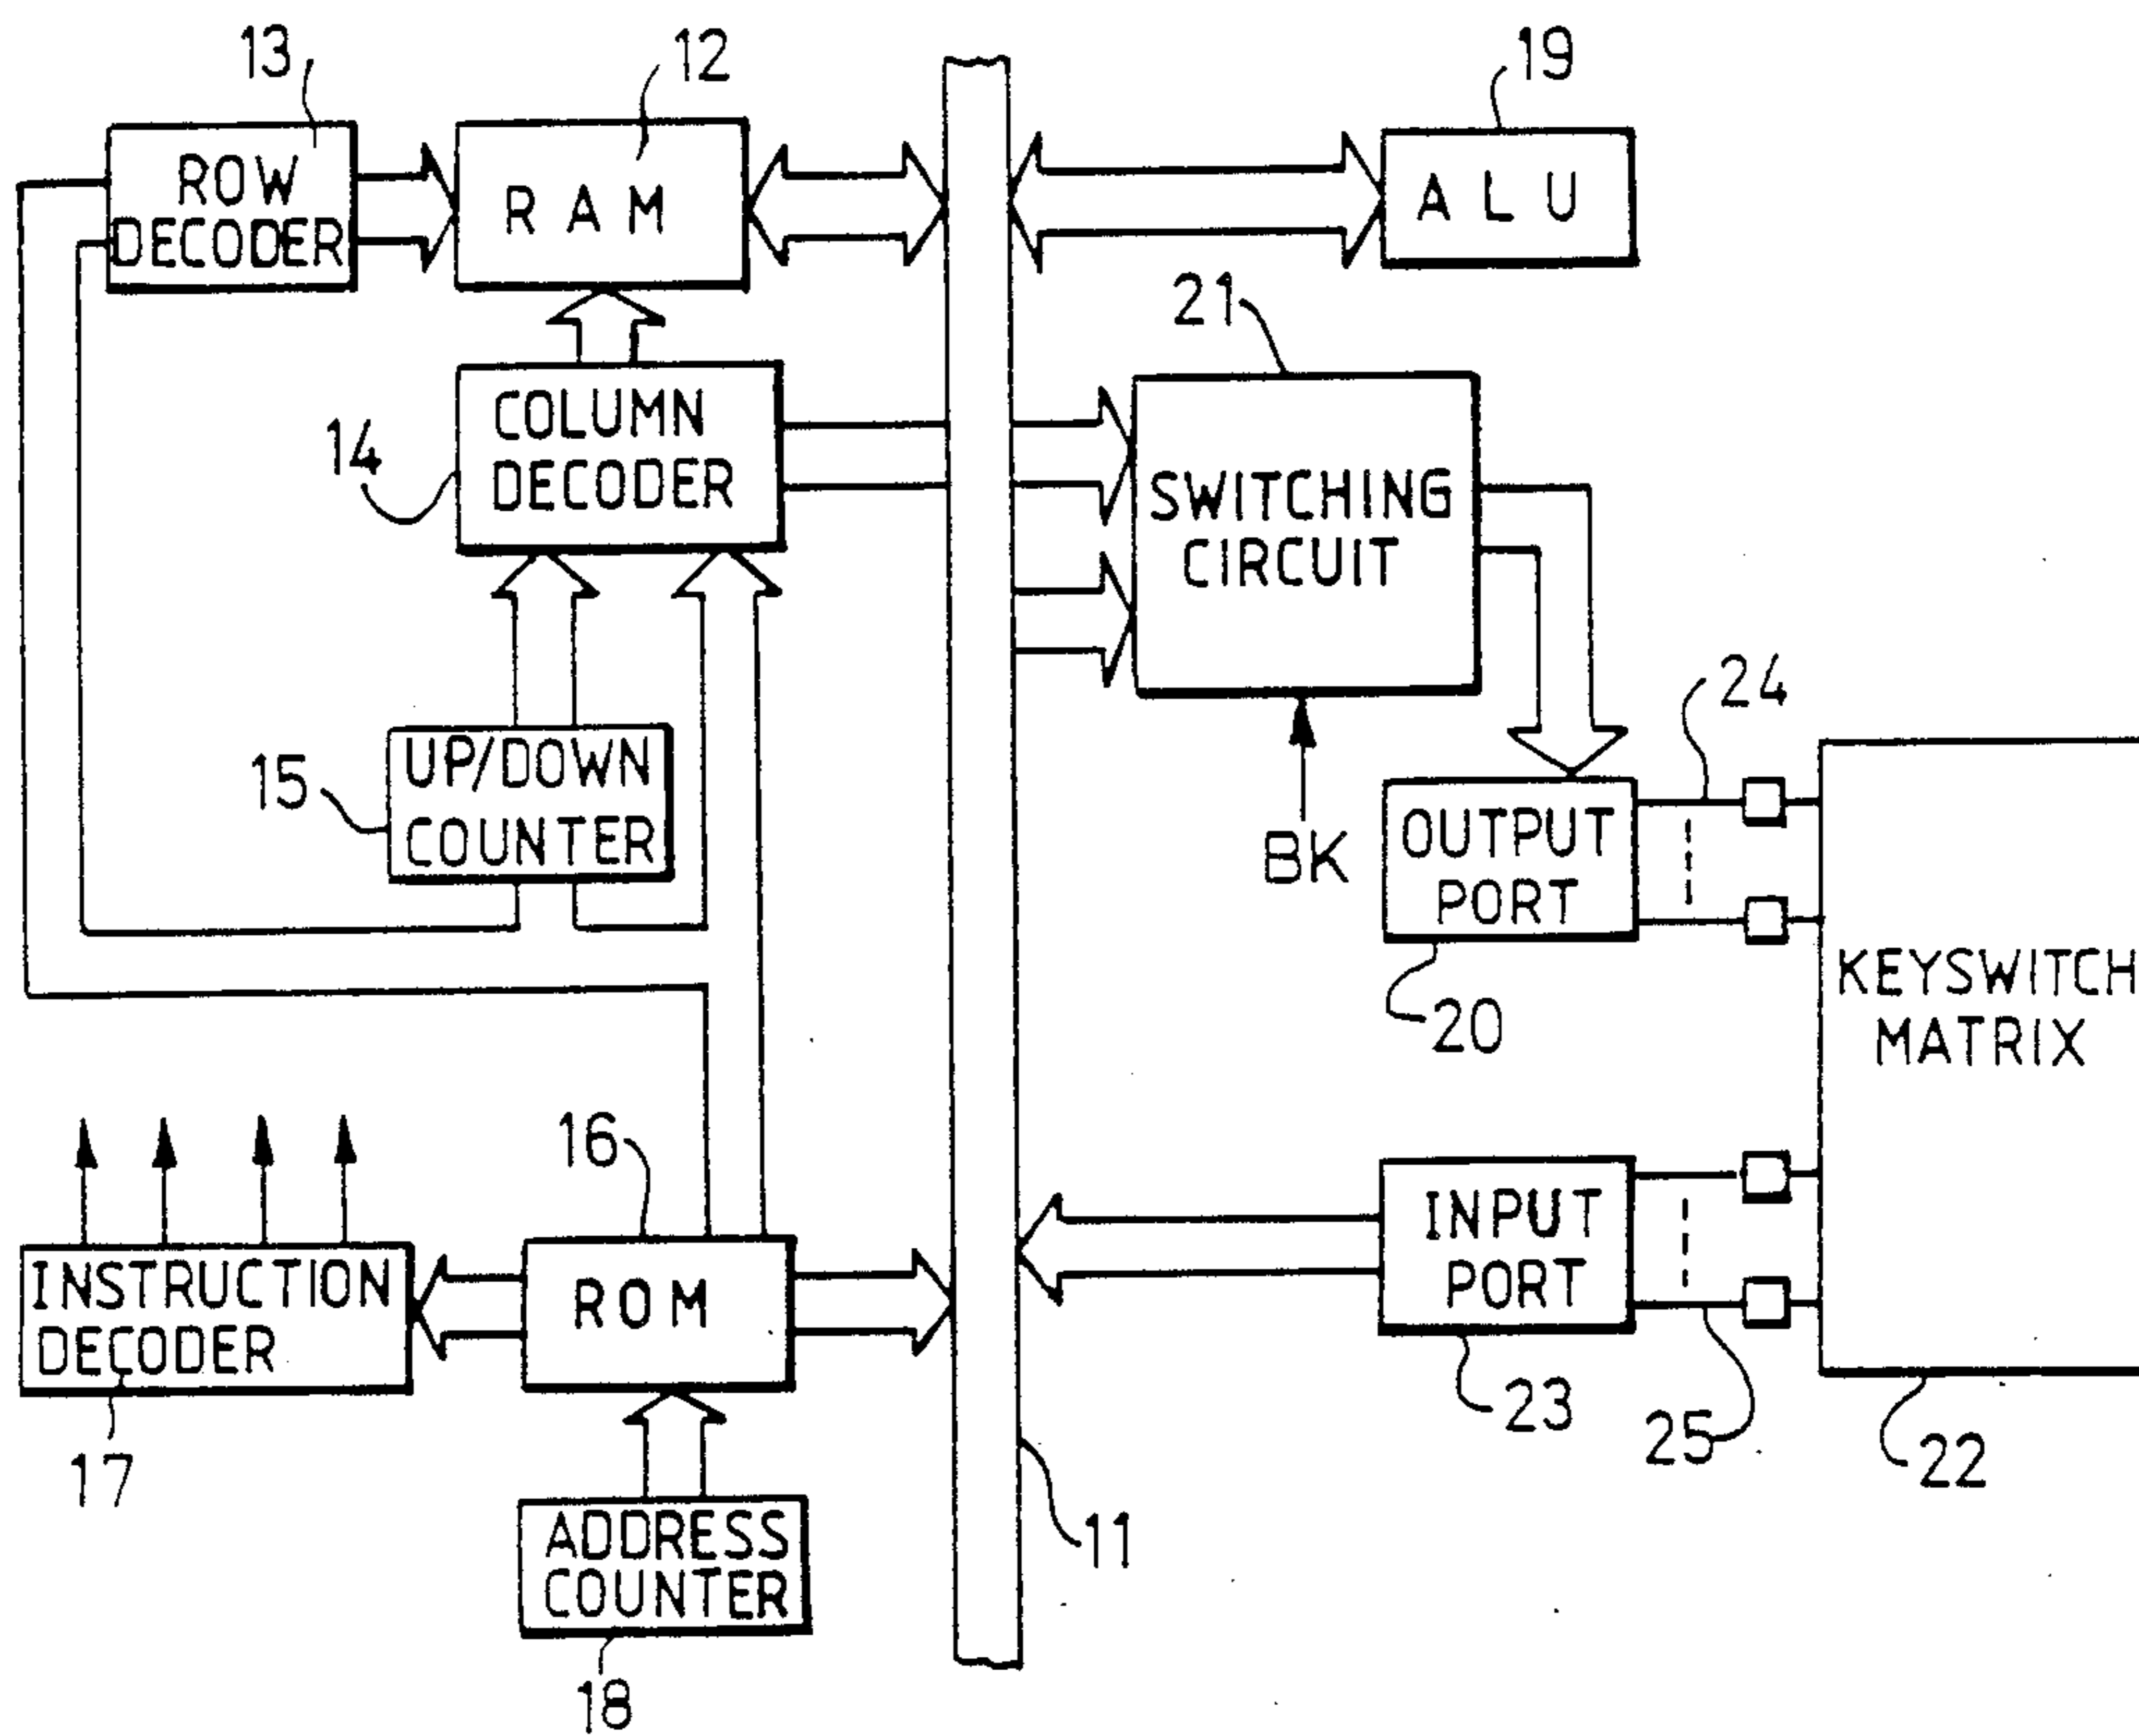 13
12
19
ROW
DECODER
RAM
ALU
21
14
COLUMN
DECODER
SWITCHING
CIRCUIT
24
15
UP/DOWN
COUNTER
BK
OUTPUT
PORT
20
KEYSWITCH
MATRIX
16
INSTRUCTION
DECODER
ROM
INPUT
PORT
17
23
25
22
ADDRESS
COUNTER
11
18